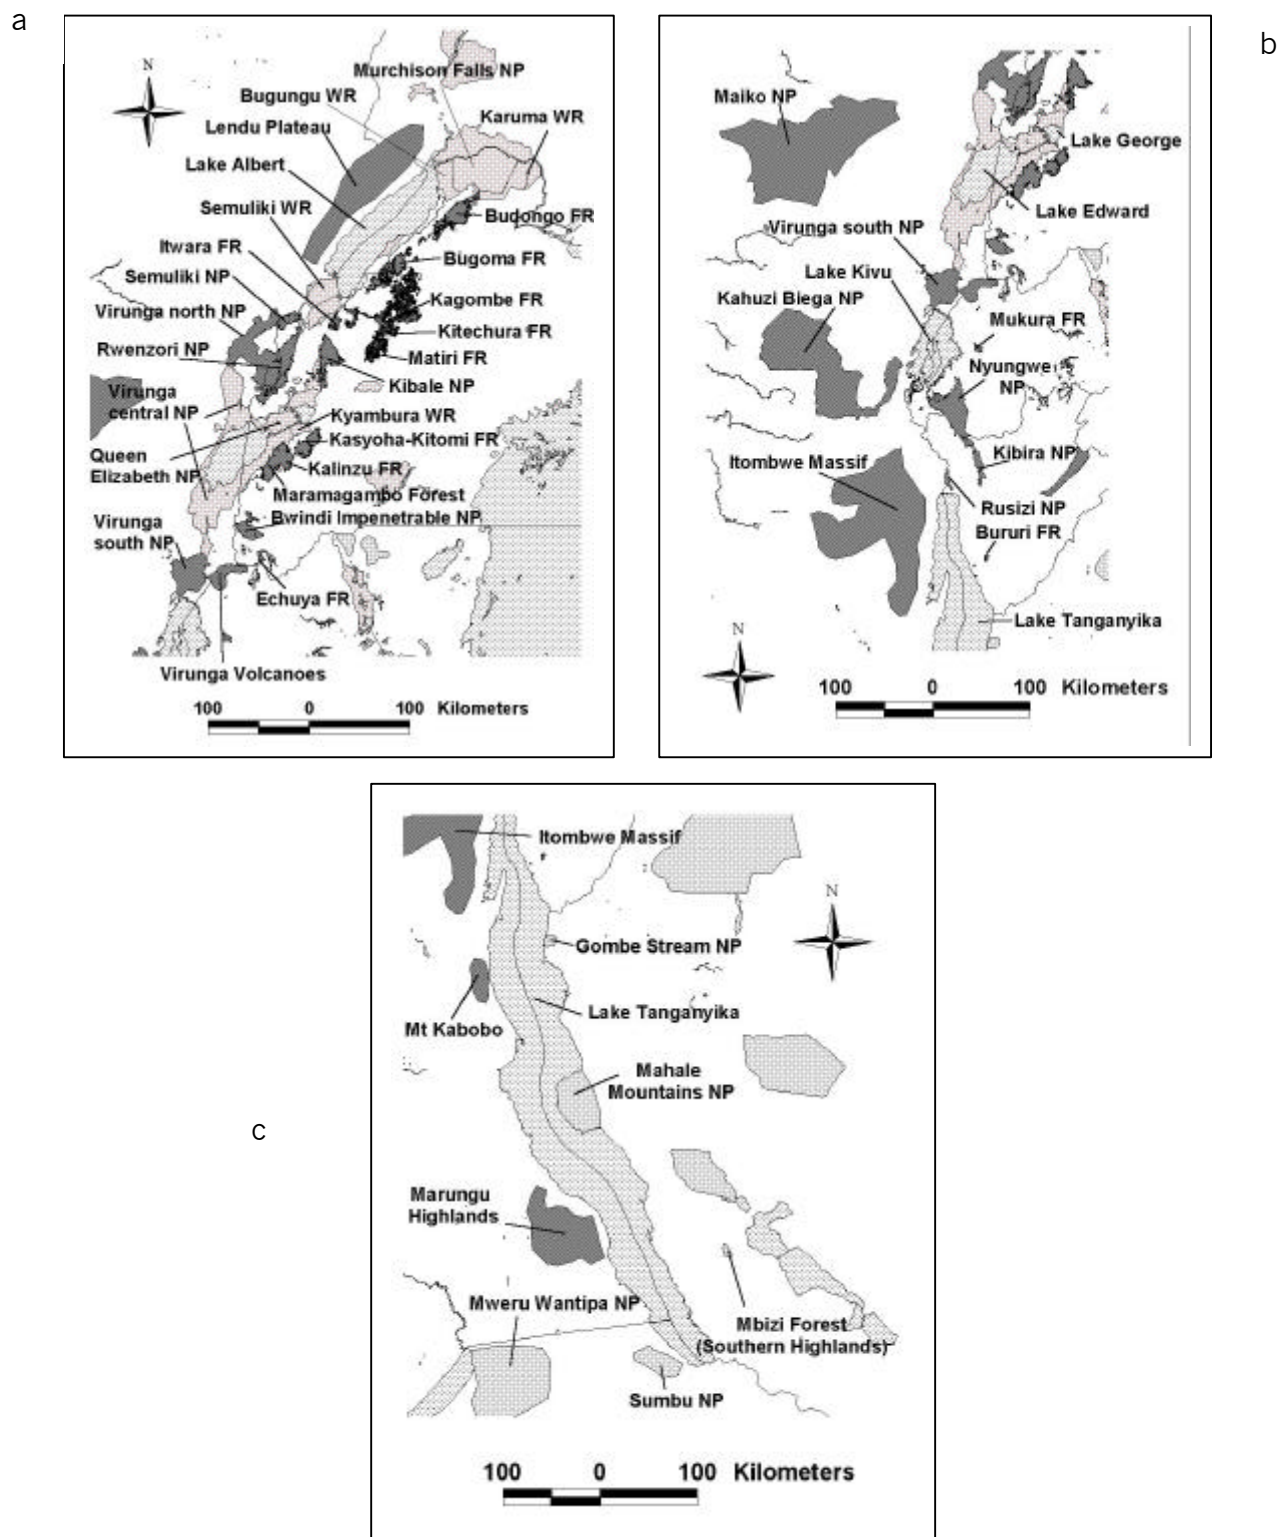 a
N
Murchison Falls NP
Bugungu WR
Karuma WR
Lendu Plateau
Lake Albert
Semuliki WR
Budongo FR
Itwara FR
Bugoma FR
Semuliki NP
Kagombe FR
Virunga north NP
Kitechura FR
Rwenzori NP
Matiri FR
Kibale NP
Virunga
central NP
Kyambura WR
Kasyoha-Kitomi FR
Queen
Elizabeth NP
Kalinzu FR
Maramagambo Forest
Bwindi Impenetrable NP
Virunga
south NP
Echuya FR
Virunga Volcanoes
100 0 100 Kilometers
b
Maiko NP
Lake George
Lake Edward
Virunga south NP
Lake Kivu
Kahuzi Biega NP
Mukura FR
Nyungwe
NP
Kibira NP
Itombwe Massif
Rusizi NP
Bururi FR
Lake Tanganyika
N
100 0 100 Kilometers
c
Itombwe Massif
N
Gombe Stream NP
Lake Tanganyika
Mt Kabobo
Mahale
Mountains NP
Marungu
Highlands
Mweru Wantipa NP
Mbizi Forest
(Southern Highlands)
Sumbu NP
100 0 100 Kilometers